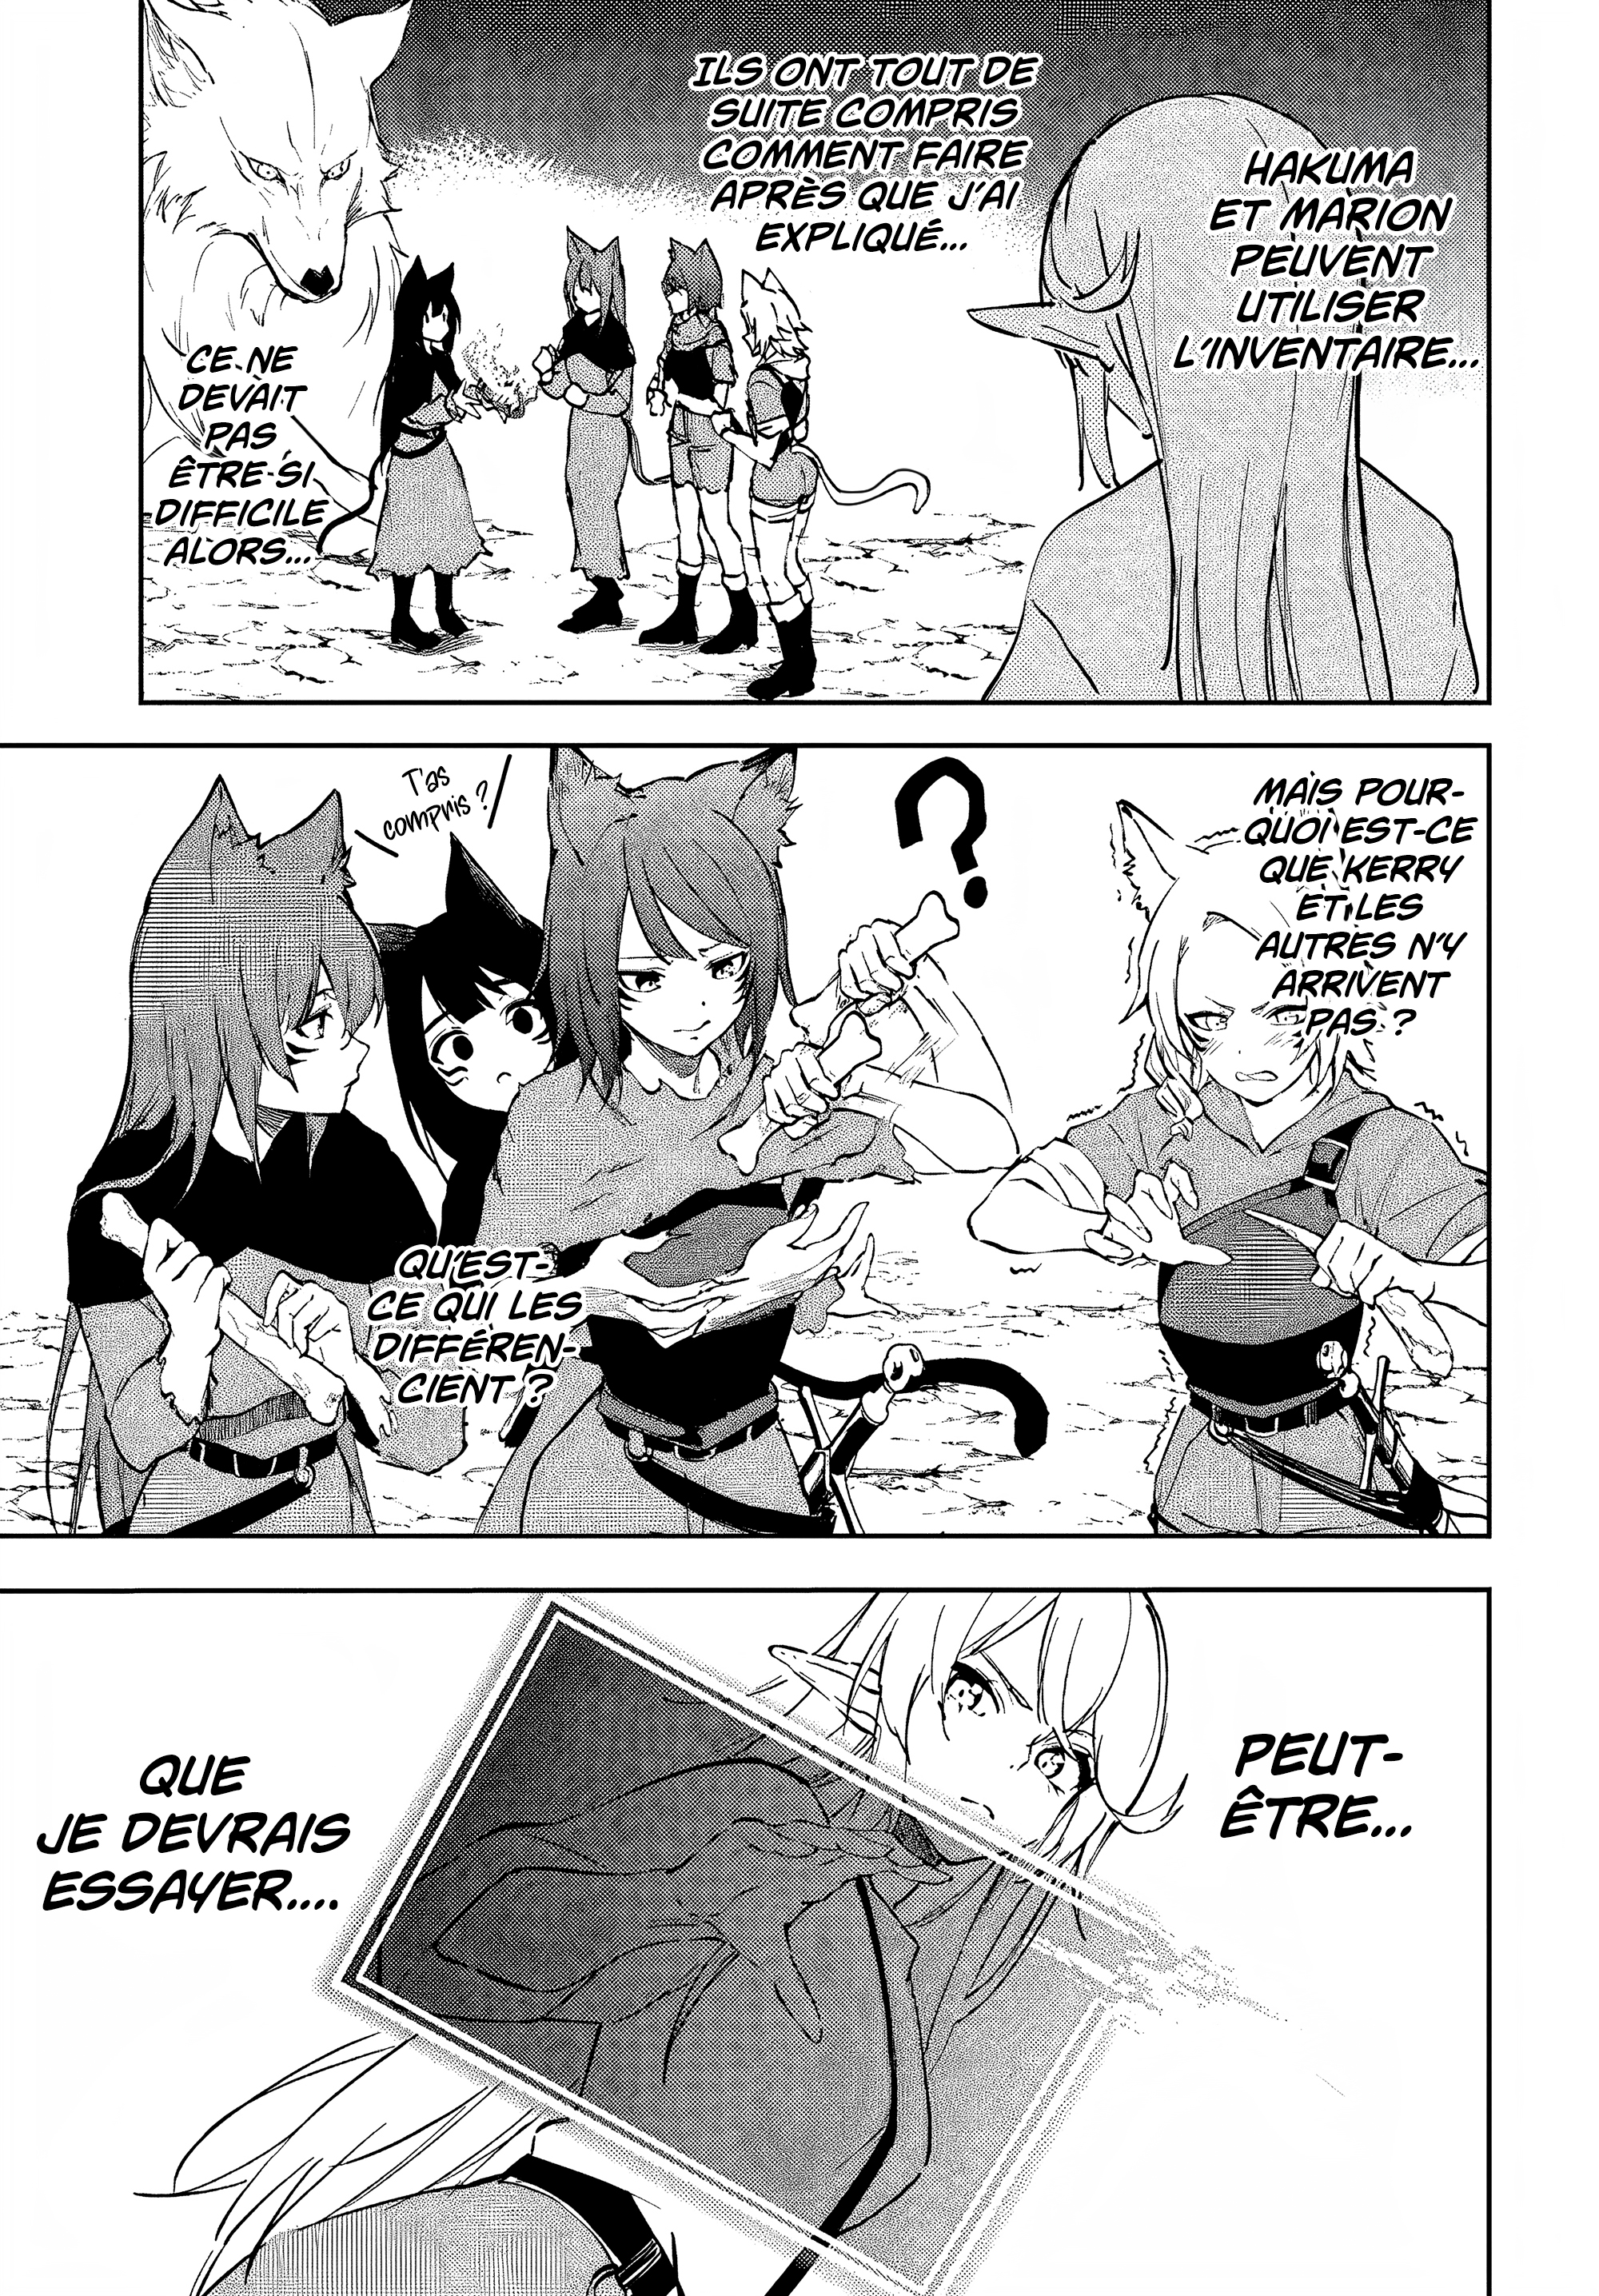 HAKUMA
ET MARION
PEUVENT
UTILISER
L'INVENTAIRE...
ILS ONT TOUT DE
SUITE COMPRIS
COMMENT FAIRE
APRÈS QUE J'AI
EXPLIQUÉ...
CE NE
DEVAIT
PAS
ÊTRE SI
DIFFICILE
ALORS...
MAIS POUR-
QUOI EST-CE
QUE KERRY
ET LES
AUTRES N'Y
ARRIVENT
PAS ?
?
T'as
compris ?
QU'EST-
CE QUI LES
DIFFÉREN-
CIENT ?
PEUT-
ÊTRE...
QUE
JE DEVRAIS
ESSAYER....